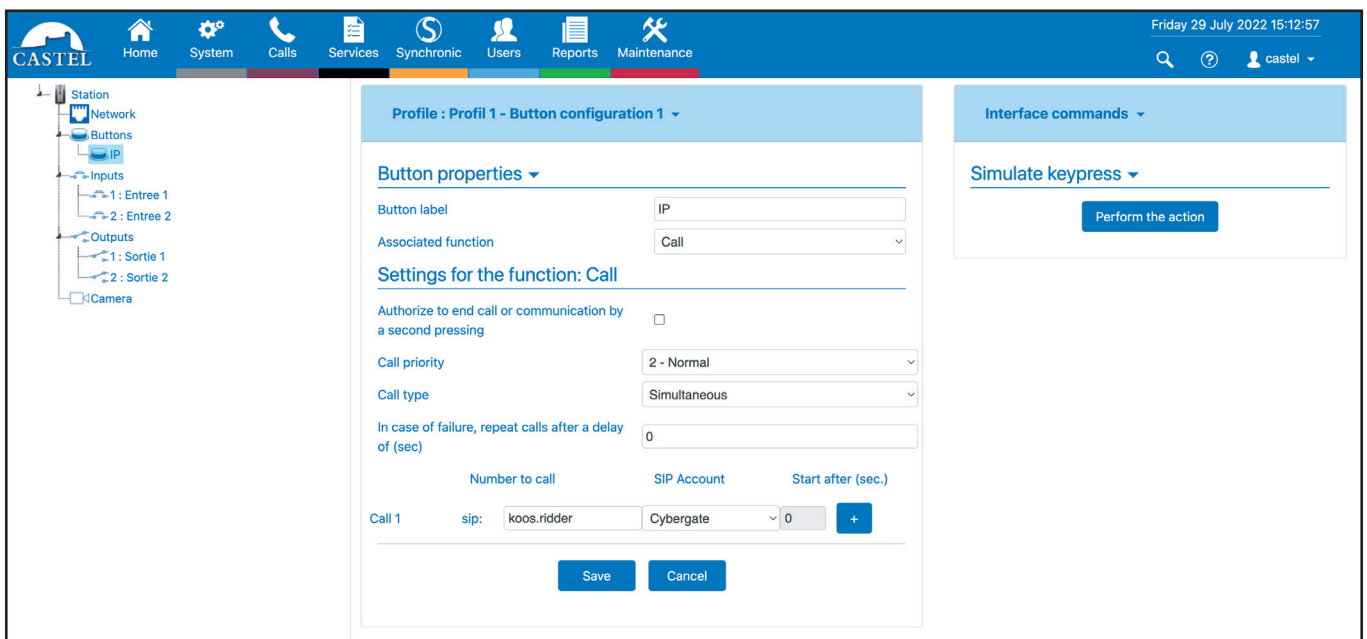 Friday 29 July 2022 15:12:57
CASTEL
Home System Calls Services Synchronic Users Reports Maintenance
castel
Station
Network
Buttons
IP
Inputs
1 : Entree 1
2 : Entree 2
Outputs
1 : Sortie 1
2 : Sortie 2
Camera
Profile : Profil 1 - Button configuration 1
Button properties
Button label IP
Associated function Call
Settings for the function: Call
Authorize to end call or communication by
a second pressing
Call priority 2 - Normal
Call type Simultaneous
In case of failure, repeat calls after a delay
of (sec) 0
Number to call SIP Account Start after (sec.)
Call 1 sip: koos.ridder Cybergate 0 +
Save Cancel
Interface commands
Simulate keypress
Perform the action